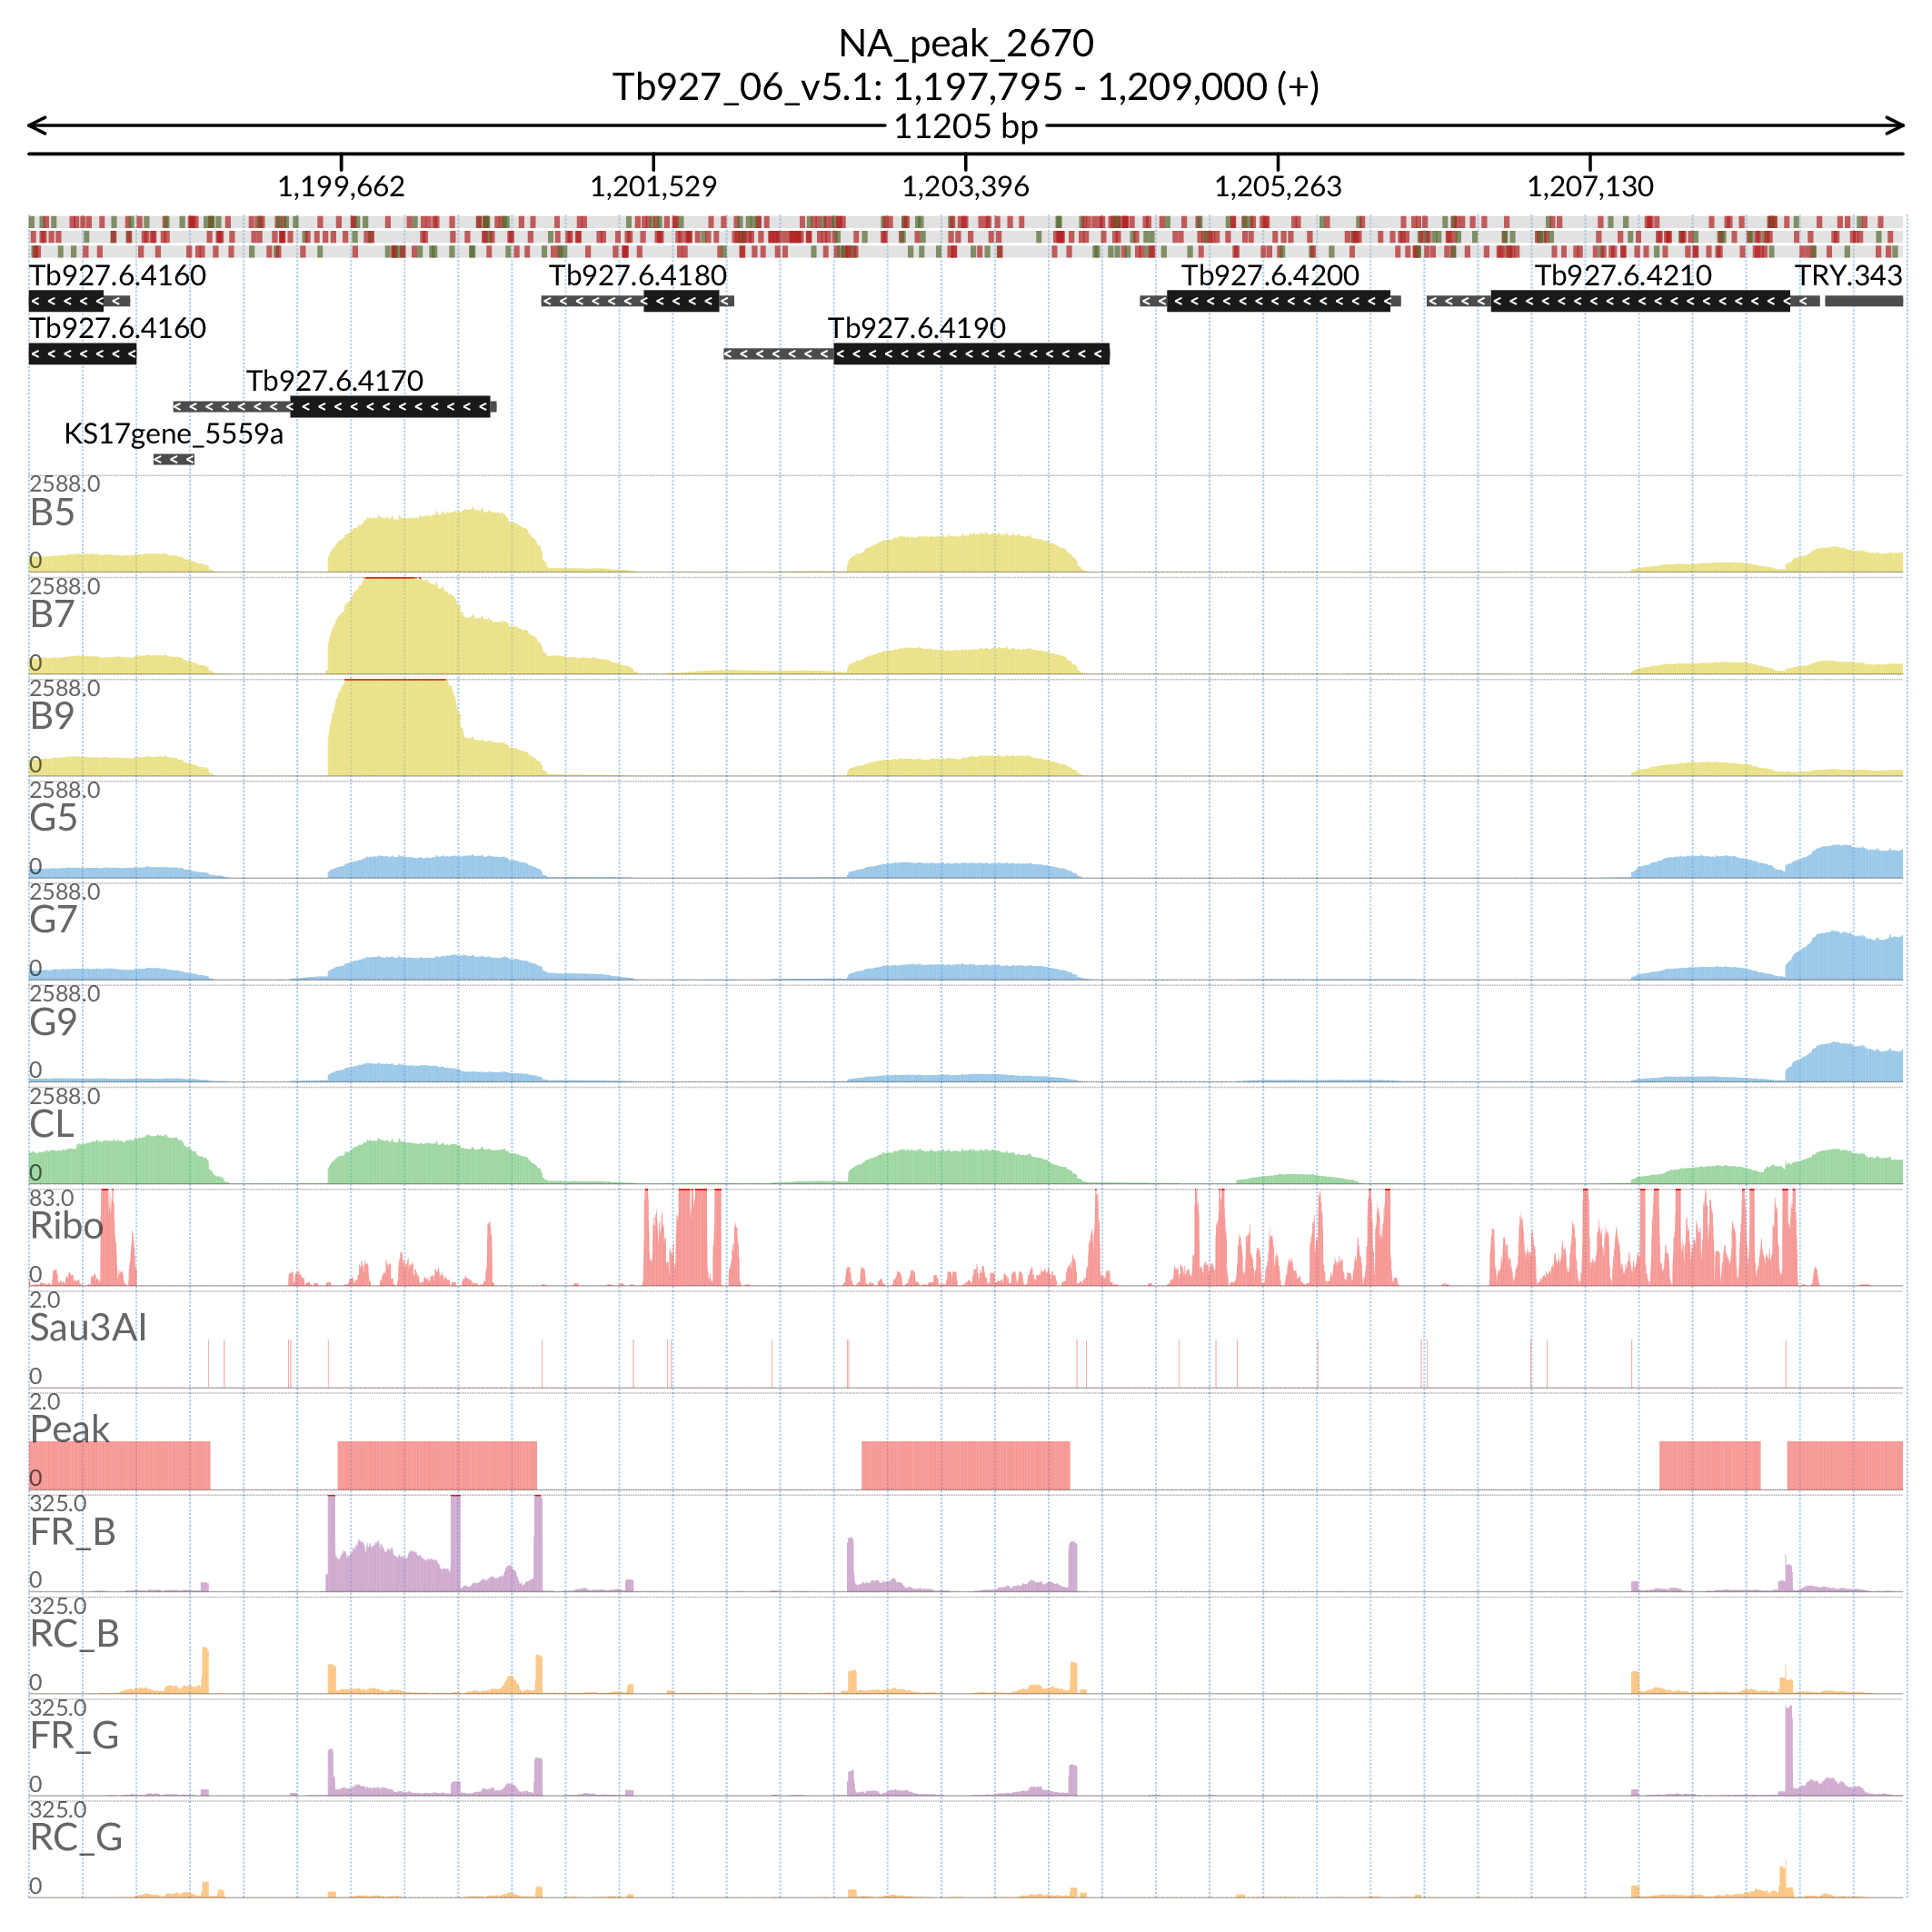 NA_peak_2670
Tb927_06_v5.1: 1,197,795 - 1,209,000 (+)
11205 bp
1,199,662 1,201,529 1,203,396 1,205,263 1,207,130
Tb927.6.4160 Tb927.6.4180 Tb927.6.4200 Tb927.6.4210 TRY.343
Tb927.6.4160 Tb927.6.4190
Tb927.6.4170
KS17gene_5559a
2588.0
B5
0
2588.0
B7
0
2588.0
B9
0
2588.0
G5
0
2588.0
G7
0
2588.0
G9
0
2588.0
CL
0
83.0
Ribo
0
2.0
Sau3AI
0
2.0
Peak
0
325.0
FR_B
0
325.0
RC_B
0
325.0
FR_G
0
325.0
RC_G
0